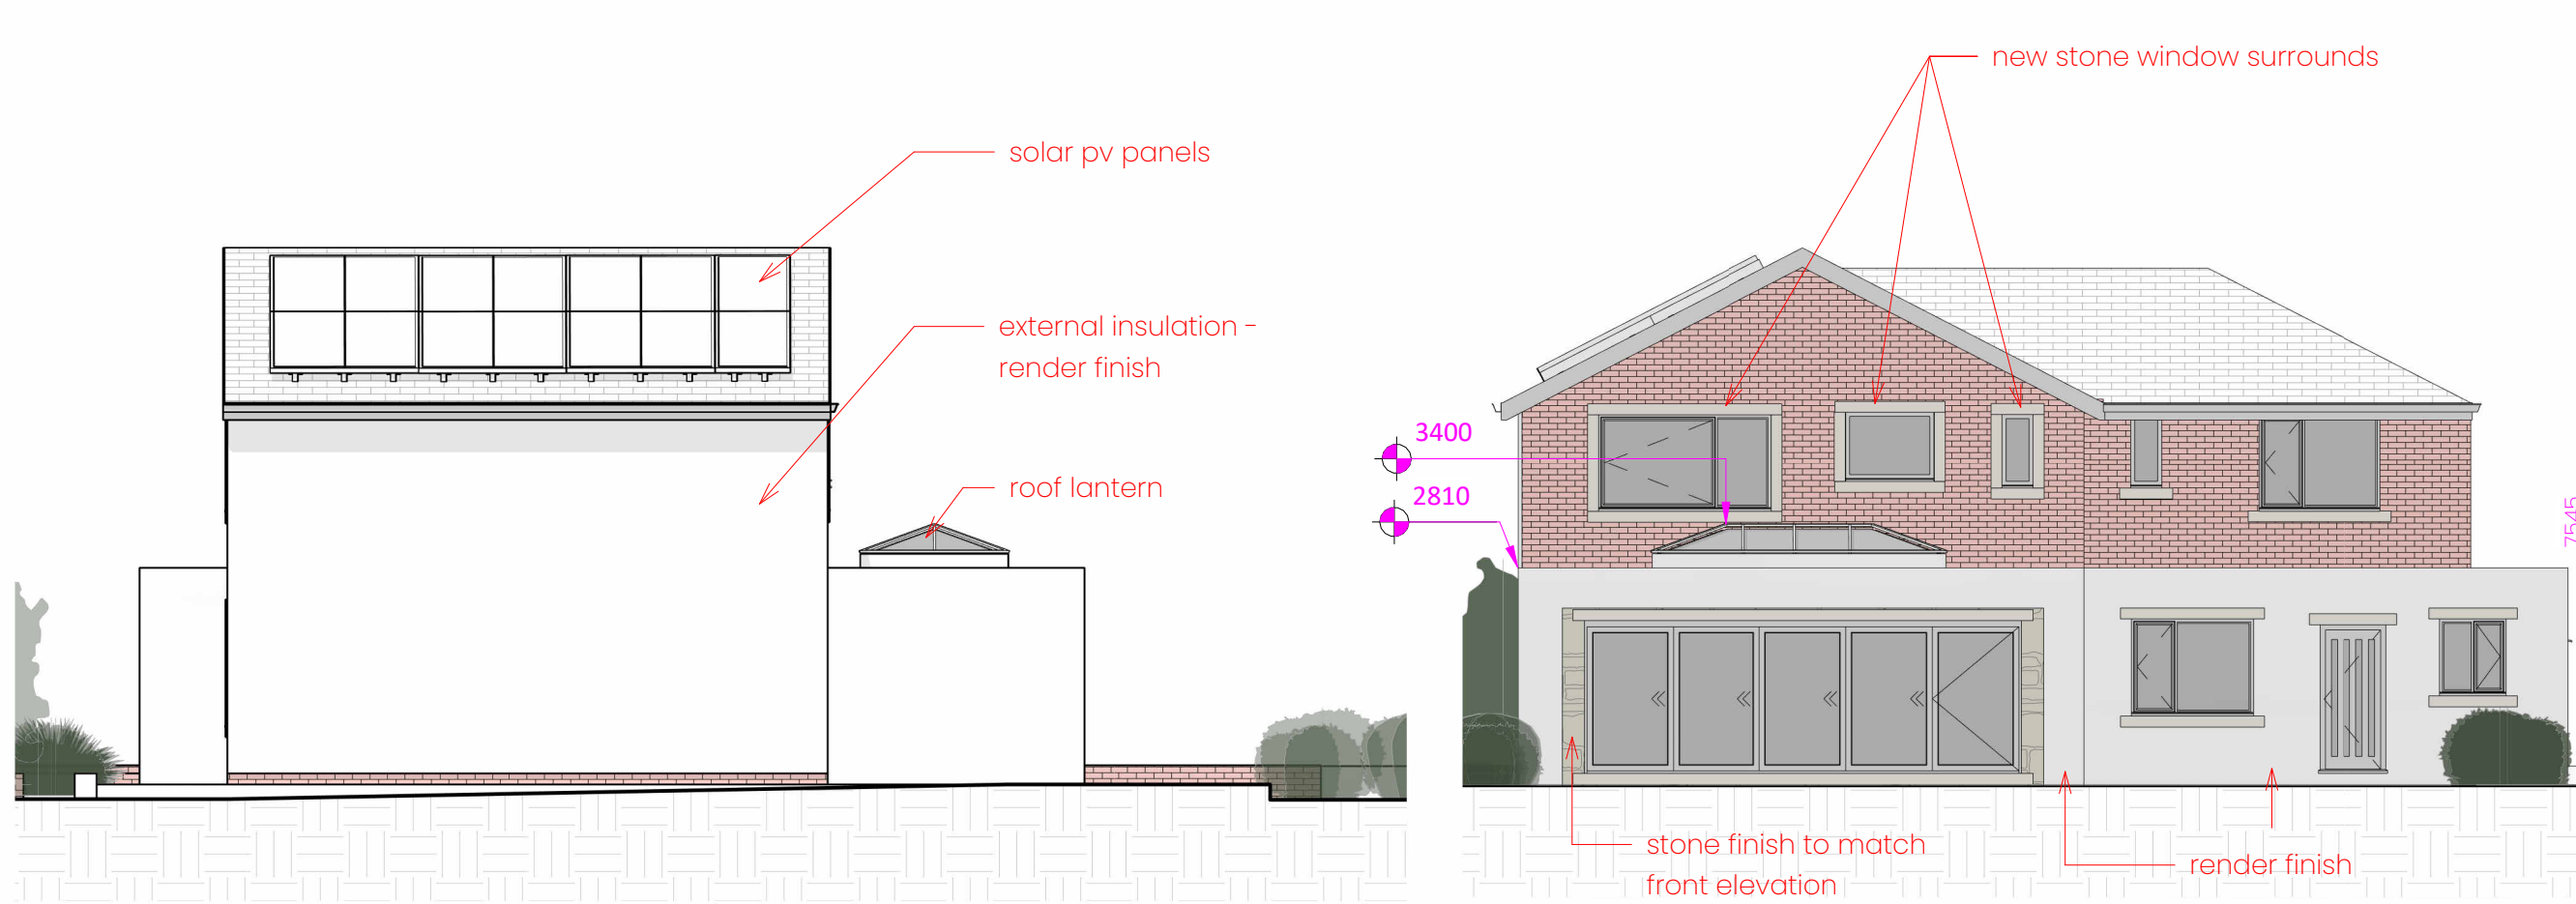 new stone window surrounds
solar pv panels
external insulation -
render finish
roof lantern
3400
2810
7545
stone finish to match
front elevation
render finish